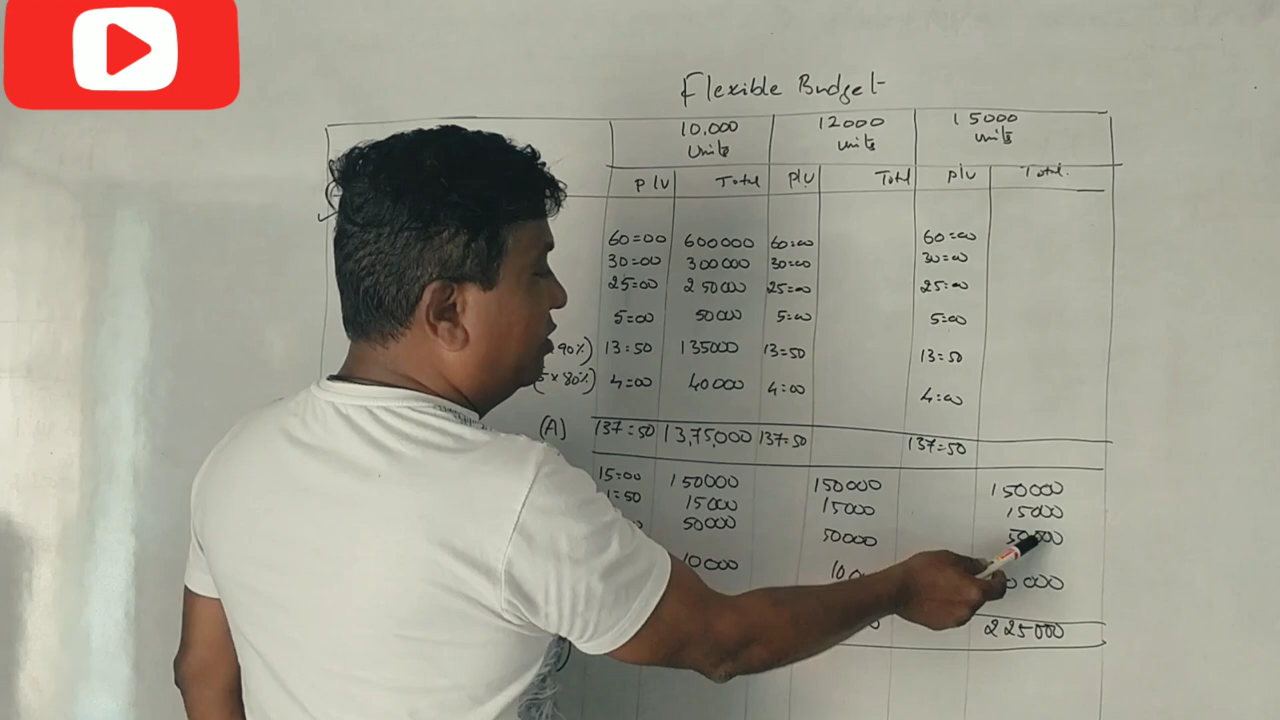 Flexible Budget
10,000 12000 15000
Units units units
P/U Total P/U Total P/U Total.
60=00 600000 60=00 60=00
30=00 300000 30=00 30=00
25=00 250000 25=00 25=00
5=00 50000 5=00 5=00
90%) 13=50 135000 13=50 13=50
× 80%) 4=00 40000 4=00 4=00
(A) 137=50 13,75,000 137=50 137=50
15=00 150000 150000 150000
1=50 15000 15000 15000
50000 50000 50000
10000
225000